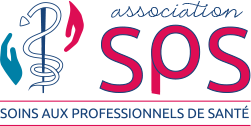 association
SPS
SOINS AUX PROFESSIONNELS DE SANTÉ